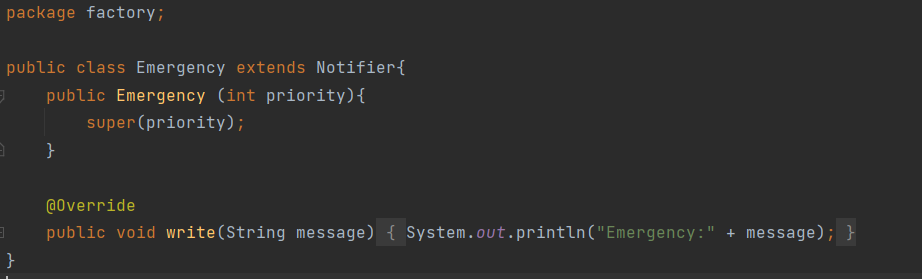 package factory;
public class Emergency extends Notifier{
    public Emergency (int priority){
        super(priority);
    }
    @Override
    public void write(String message) { System.out.println("Emergency:" + message); }
}